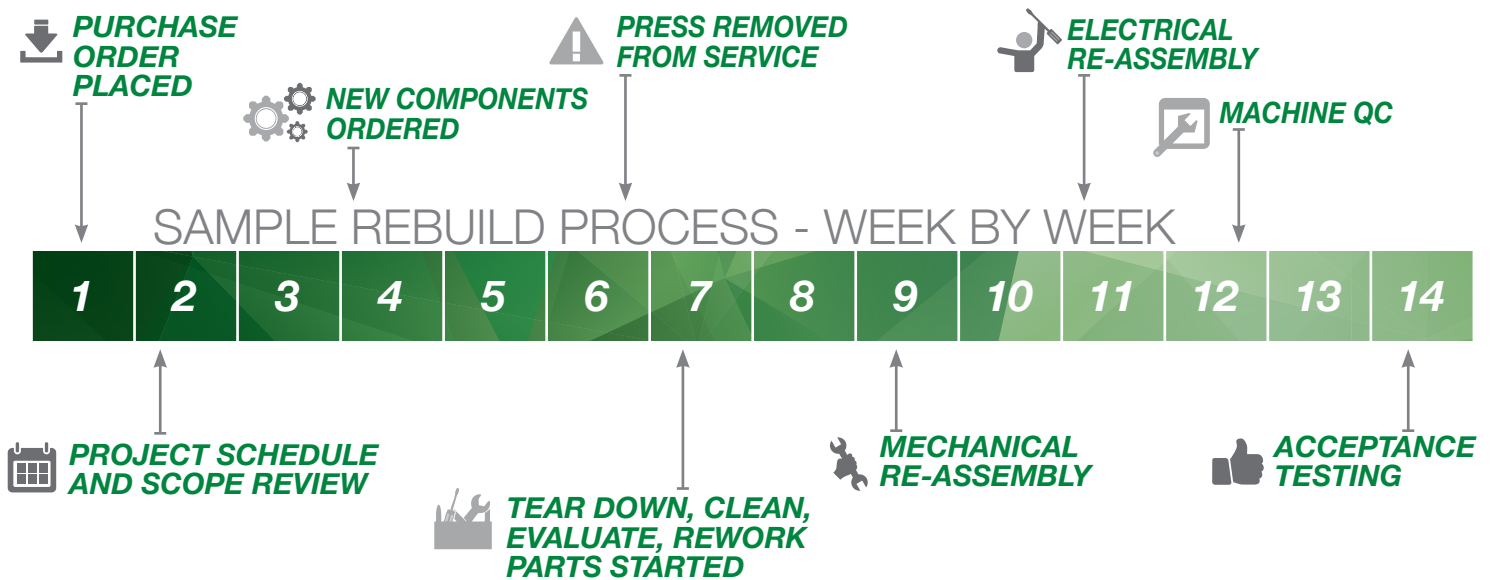 PURCHASE
ORDER
PLACED
NEW COMPONENTS
ORDERED
PRESS REMOVED
FROM SERVICE
ELECTRICAL
RE-ASSEMBLY
MACHINE QC
SAMPLE REBUILD PROCESS - WEEK BY WEEK
1 2 3 4 5 6 7 8 9 10 11 12 13 14
PROJECT SCHEDULE
AND SCOPE REVIEW
TEAR DOWN, CLEAN,
EVALUATE, REWORK
PARTS STARTED
MECHANICAL
RE-ASSEMBLY
ACCEPTANCE
TESTING